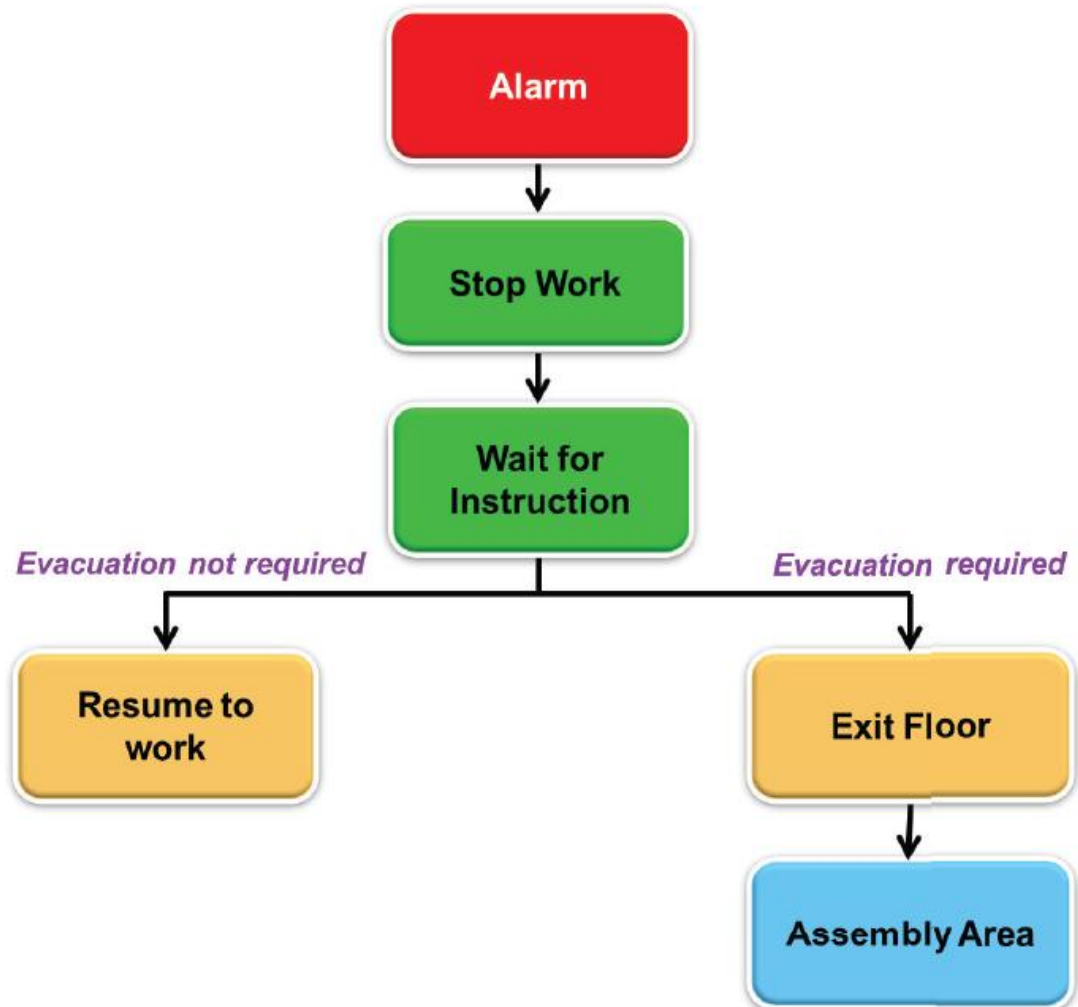 Alarm
Stop Work
Wait for
Instruction
Evacuation not required
Evacuation required
Resume to
work
Exit Floor
Assembly Area